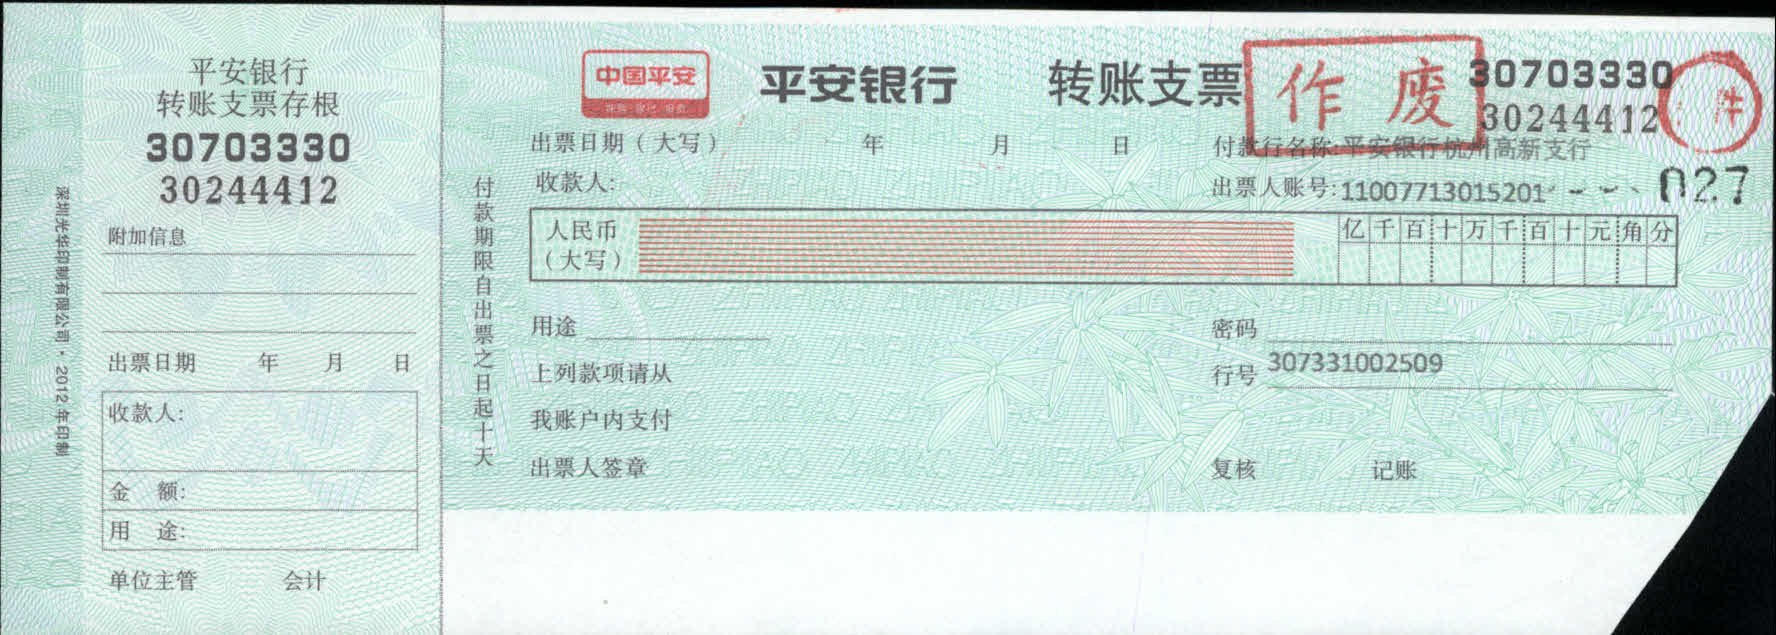 平安银行
转账支票存根
30703330
30244412
附加信息
出票日期 年 月 日
收款人:
金 额:
用 途:
单位主管 会计
深圳光华印制有限公司·2012年印制
付款期限自出票之日起十天
中国平安
平安银行 转账支票
作废
30703330
30244412
件
出票日期(大写) 年 月 日
付款行名称:平安银行杭州高新支行
收款人:
出票人账号:11007713015201
027
人民币
(大写)
亿千百十万千百十元角分
用途
密码
上列款项请从
行号 307331002509
我账户内支付
出票人签章
复核 记账